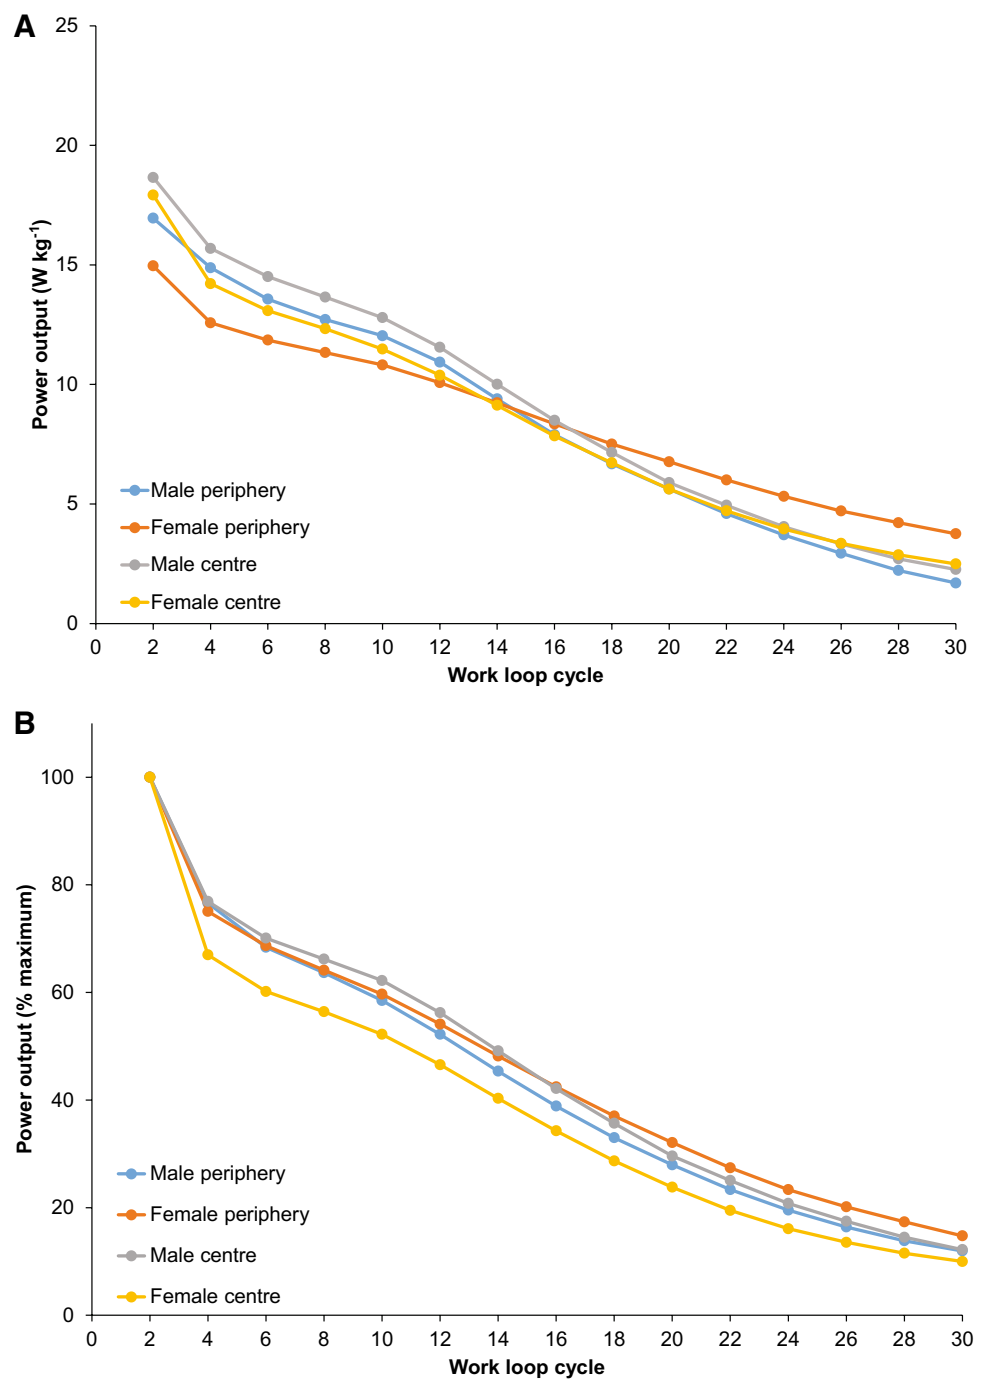 A
25
20
15
10
5
0
Power output (W kg-1)
Male periphery
Female periphery
Male centre
Female centre
0 2 4 6 8 10 12 14 16 18 20 22 24 26 28 30
Work loop cycle
B
100
80
60
40
20
0
Power output (% maximum)
Male periphery
Female periphery
Male centre
Female centre
0 2 4 6 8 10 12 14 16 18 20 22 24 26 28 30
Work loop cycle